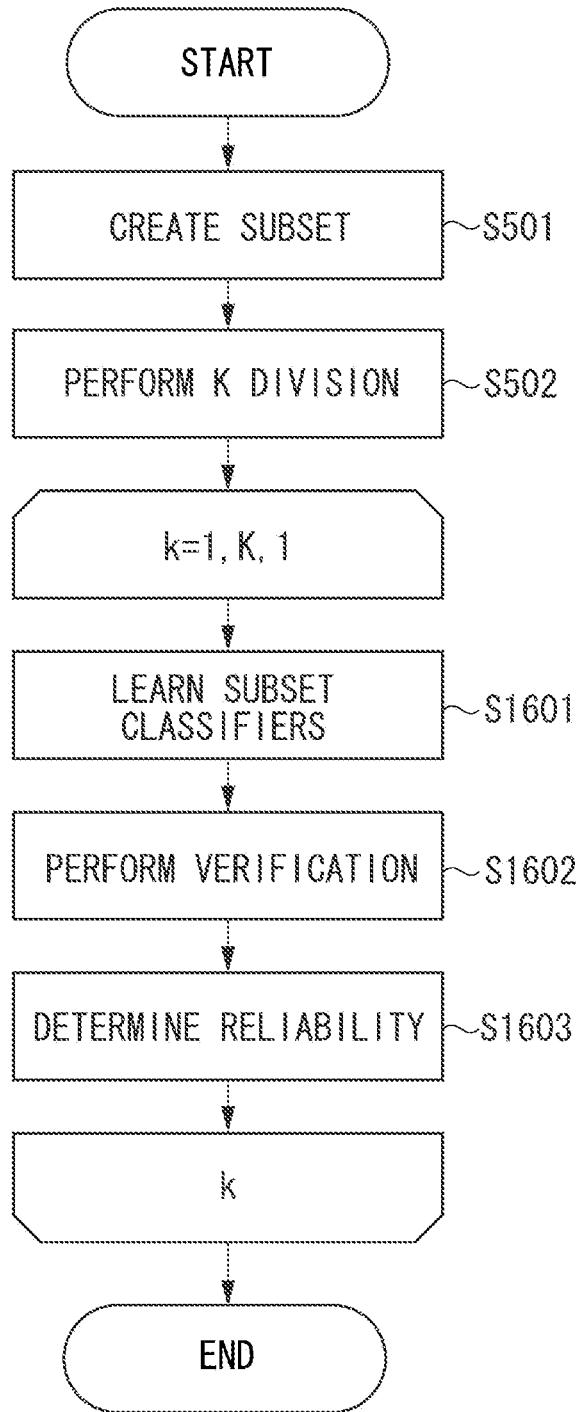 START
CREATE SUBSET
S501
PERFORM K DIVISION
S502
k=1, K, 1
LEARN SUBSET
CLASSIFIERS
S1601
PERFORM VERIFICATION
S1602
DETERMINE RELIABILITY
S1603
k
END